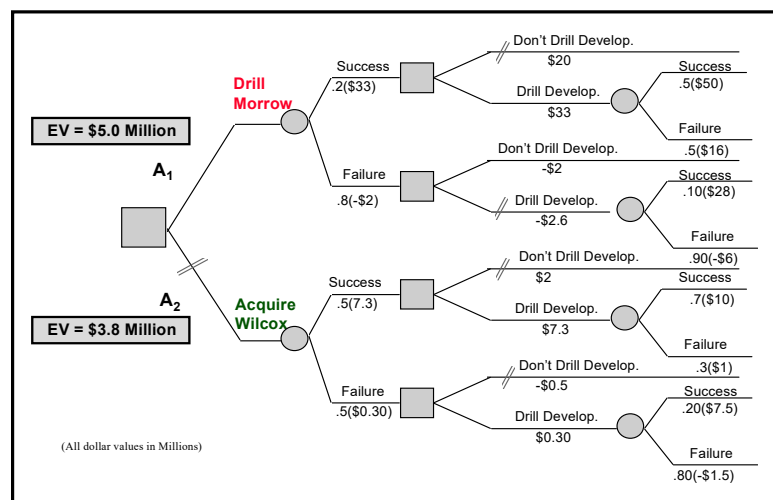 Don't Drill Develop.
$20
Success
.2($33)
Success
.5($50)
Drill
Morrow
Drill Develop.
$33
EV = $5.0 Million
Failure
.5($16)
Don't Drill Develop.
-$2
A1
Failure
.8(-$2)
Success
.10($28)
Drill Develop.
-$2.6
Failure
.90(-$6)
Don't Drill Develop.
$2
Success
.5(7.3)
Success
.7($10)
A2
Acquire
Wilcox
Drill Develop.
$7.3
EV = $3.8 Million
Failure
.3($1)
Don't Drill Develop.
-$0.5
Failure
.5($0.30)
Success
.20($7.5)
Drill Develop.
$0.30
(All dollar values in Millions)
Failure
.80(-$1.5)